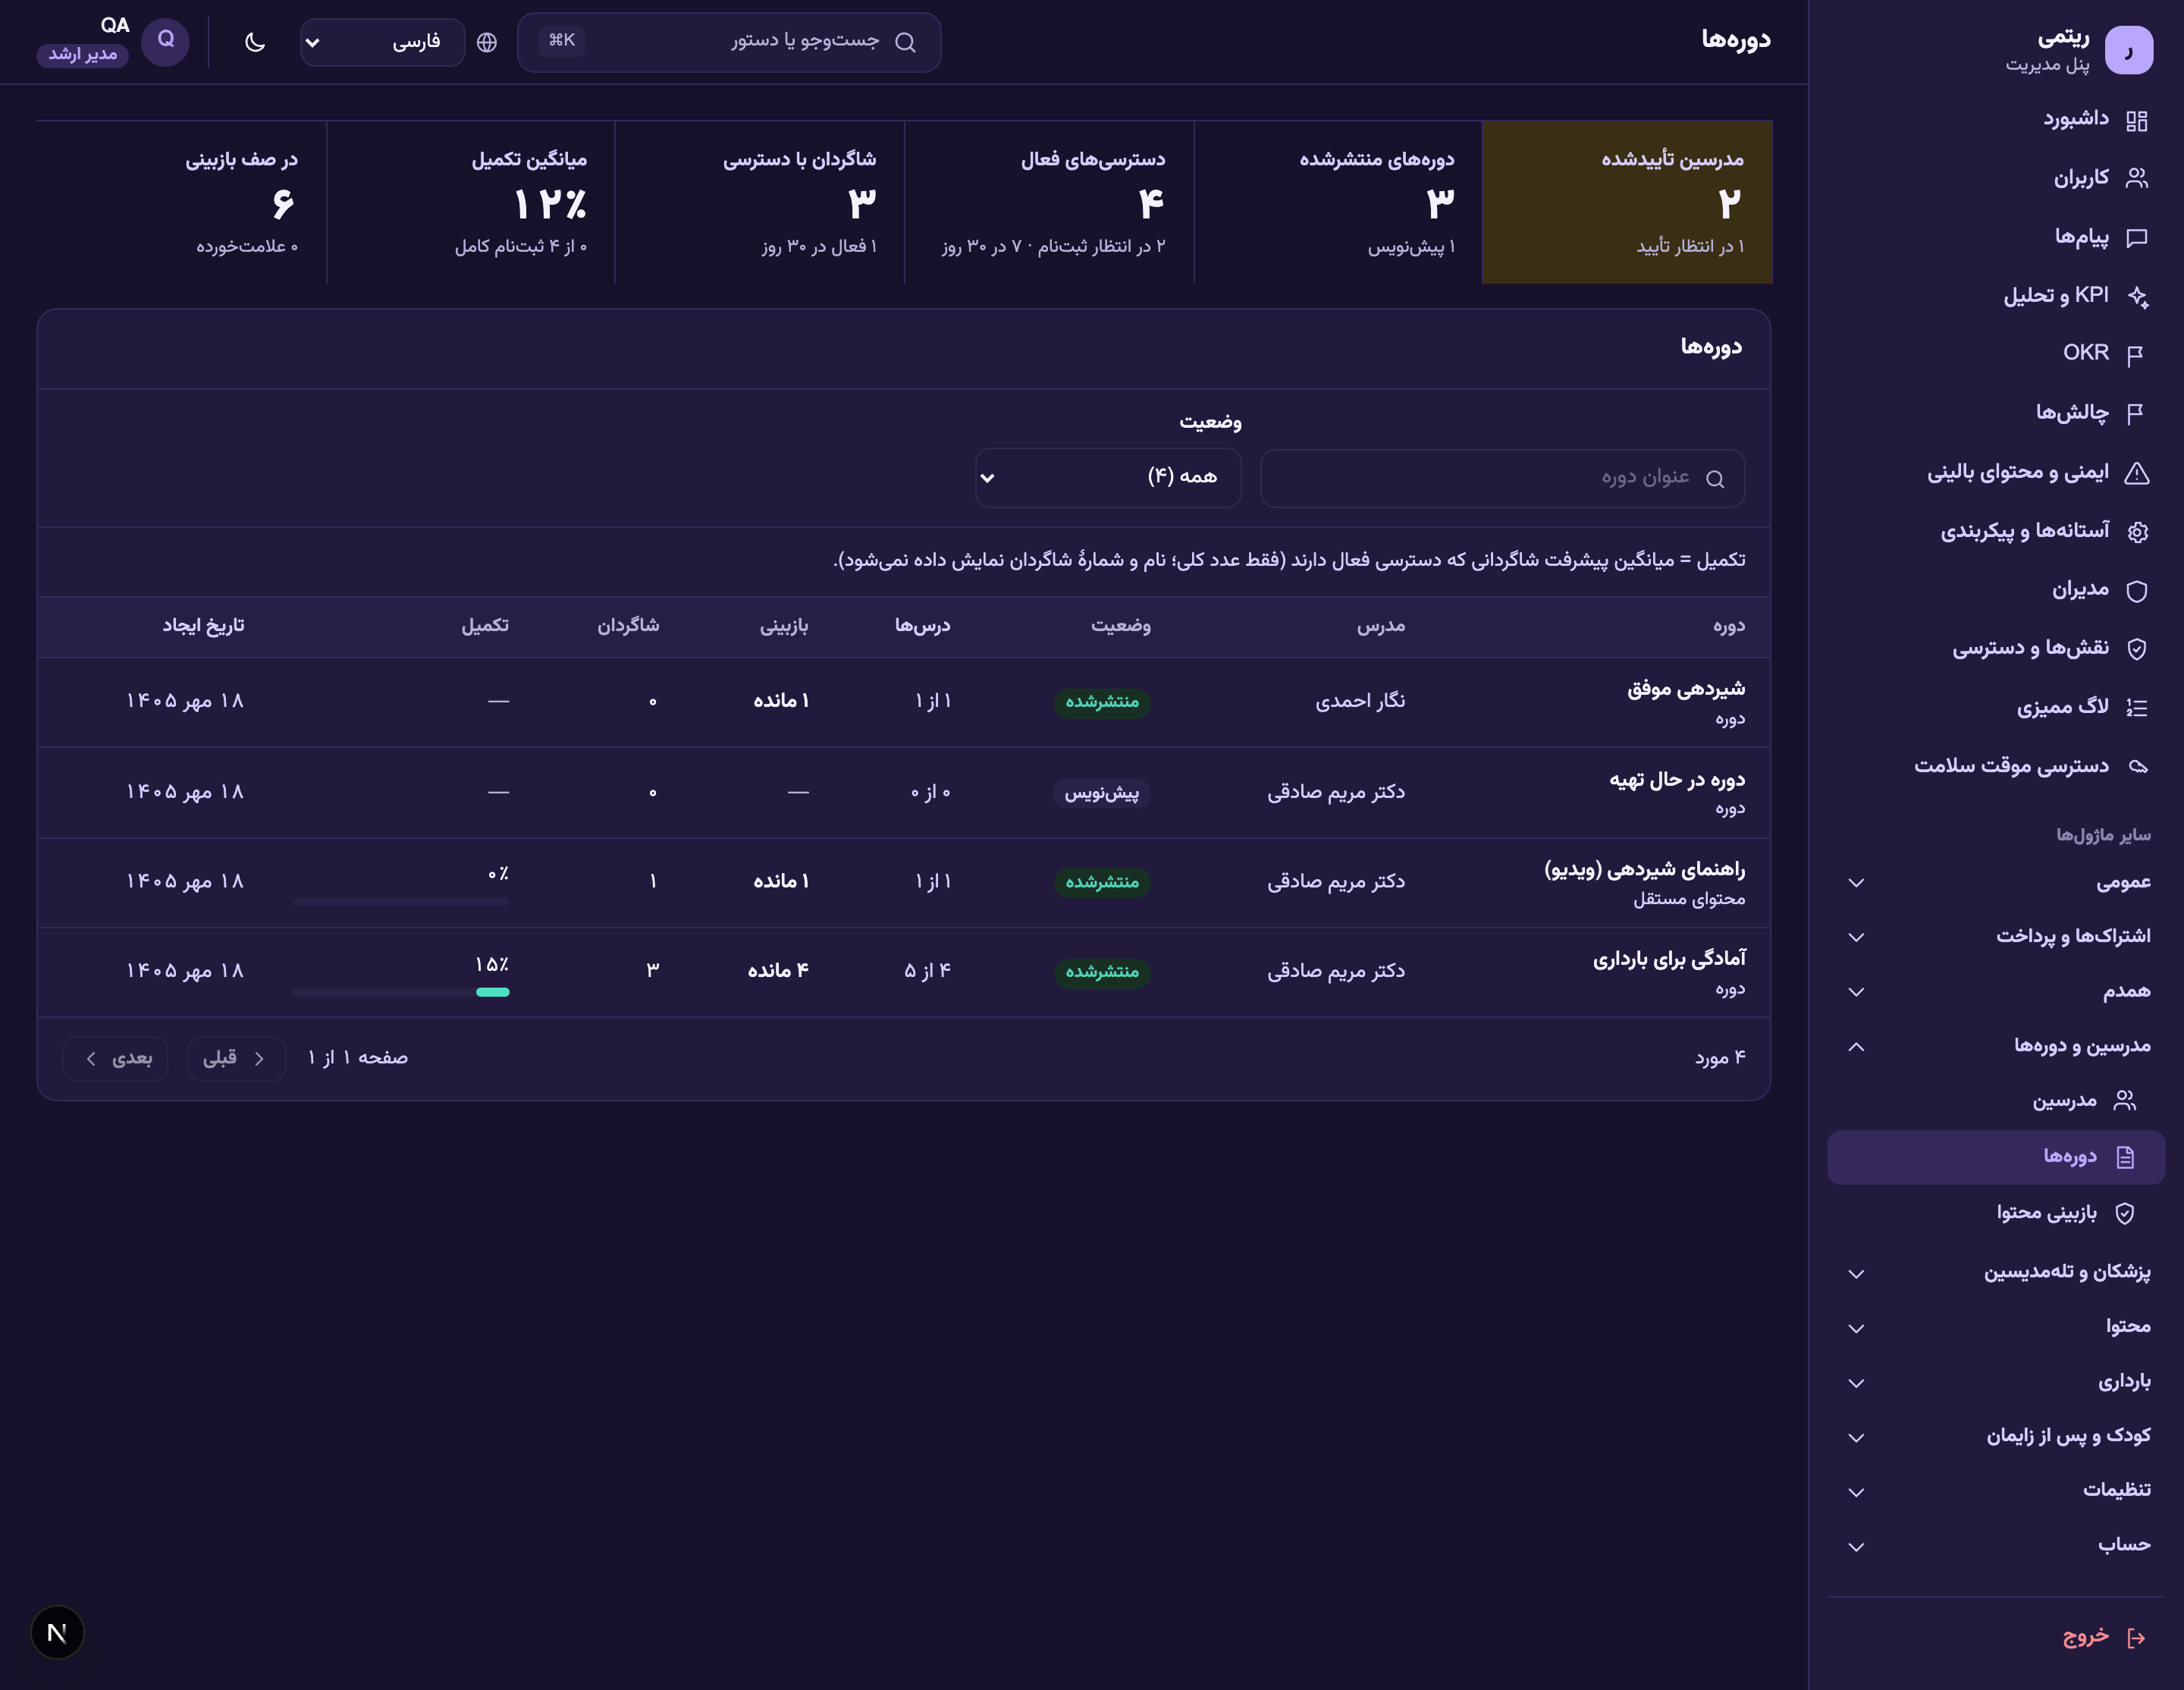 ر
ریتمی
پنل مدیریت
داشبورد
کاربران
پیام‌ها
KPI و تحلیل
OKR
چالش‌ها
ایمنی و محتوای بالینی
آستانه‌ها و پیکربندی
مدیران
نقش‌ها و دسترسی
لاگ ممیزی
دسترسی موقت سلامت
سایر ماژول‌ها
عمومی
اشتراک‌ها و پرداخت
همدم
مدرسین و دوره‌ها
مدرسین
دوره‌ها
بازبینی محتوا
پزشکان و تله‌مدیسین
محتوا
بارداری
کودک و پس از زایمان
تنظیمات
حساب
خروج
دوره‌ها
جست‌وجو یا دستور ⌘K
فارسی
Q
QA
مدیر ارشد
مدرسین تأییدشده
۲
۱ در انتظار تأیید
دوره‌های منتشرشده
۳
۱ پیش‌نویس
دسترسی‌های فعال
۴
۲ در انتظار ثبت‌نام · ۷ در ۳۰ روز
شاگردان با دسترسی
۳
۱ فعال در ۳۰ روز
میانگین تکمیل
۱۲٪
۰ از ۴ ثبت‌نام کامل
در صف بازبینی
۶
۰ علامت‌خورده
دوره‌ها
وضعیت
عنوان دوره
همه (۴)
تکمیل = میانگین پیشرفت شاگردانی که دسترسی فعال دارند (فقط عدد کلی؛ نام و شمارهٔ شاگردان نمایش داده نمی‌شود).
دوره مدرس وضعیت درس‌ها بازبینی شاگردان تکمیل تاریخ ایجاد
شیردهی موفق
دوره
نگار احمدی منتشرشده ۱ از ۱ ۱ مانده ۰ — ۱۸ مهر ۱۴۰۵
دوره در حال تهیه
دوره
دکتر مریم صادقی پیش‌نویس ۰ از ۰ — ۰ — ۱۸ مهر ۱۴۰۵
راهنمای شیردهی (ویدیو)
محتوای مستقل
دکتر مریم صادقی منتشرشده ۱ از ۱ ۱ مانده ۱ ۰٪ ۱۸ مهر ۱۴۰۵
آمادگی برای بارداری
دوره
دکتر مریم صادقی منتشرشده ۴ از ۵ ۴ مانده ۳ ۱۵٪ ۱۸ مهر ۱۴۰۵
۴ مورد
صفحه ۱ از ۱
قبلی
بعدی
N